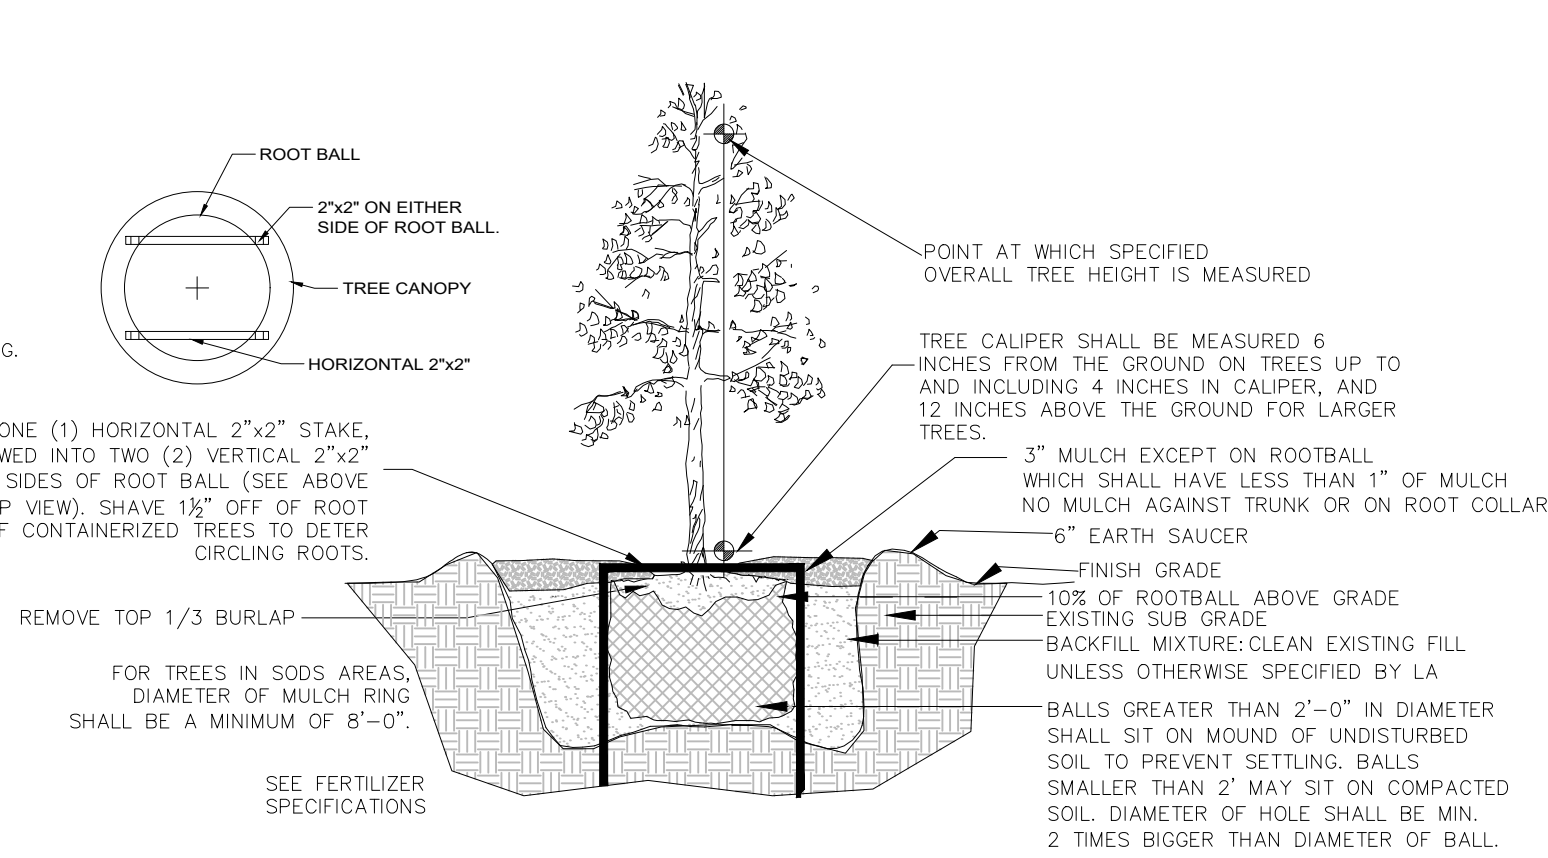 ROOT BALL
2"x2" ON EITHER
SIDE OF ROOT BALL.
TREE CANOPY
HORIZONTAL 2"x2"
G.
ONE (1) HORIZONTAL 2”x2” STAKE,
WED INTO TWO (2) VERTICAL 2”x2”
SIDES OF ROOT BALL (SEE ABOVE
P VIEW). SHAVE 1½” OFF OF ROOT
F CONTAINERIZED TREES TO DETER
CIRCLING ROOTS.
REMOVE TOP 1/3 BURLAP
FOR TREES IN SODS AREAS,
DIAMETER OF MULCH RING
SHALL BE A MINIMUM OF 8’–0”.
SEE FERTILIZER
SPECIFICATIONS
POINT AT WHICH SPECIFIED
OVERALL TREE HEIGHT IS MEASURED
TREE CALIPER SHALL BE MEASURED 6
INCHES FROM THE GROUND ON TREES UP TO
AND INCLUDING 4 INCHES IN CALIPER, AND
12 INCHES ABOVE THE GROUND FOR LARGER
TREES.
3” MULCH EXCEPT ON ROOTBALL
WHICH SHALL HAVE LESS THAN 1” OF MULCH
NO MULCH AGAINST TRUNK OR ON ROOT COLLAR
6” EARTH SAUCER
FINISH GRADE
10% OF ROOTBALL ABOVE GRADE
EXISTING SUB GRADE
BACKFILL MIXTURE: CLEAN EXISTING FILL
UNLESS OTHERWISE SPECIFIED BY LA
BALLS GREATER THAN 2’–0” IN DIAMETER
SHALL SIT ON MOUND OF UNDISTURBED
SOIL TO PREVENT SETTLING. BALLS
SMALLER THAN 2’ MAY SIT ON COMPACTED
SOIL. DIAMETER OF HOLE SHALL BE MIN.
2 TIMES BIGGER THAN DIAMETER OF BALL.